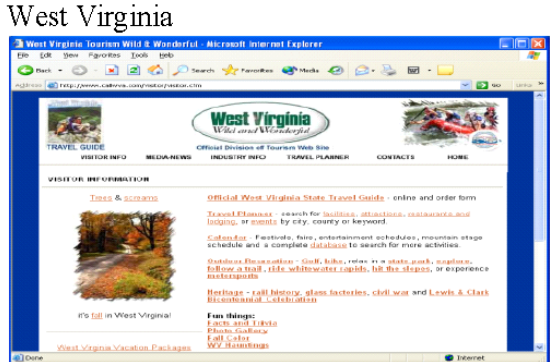 West Virginia
West Virginia Tourism Wild & Wonderful - Microsoft Internet Explorer
File Edit View Favorites Tools Help
Back Search Favorites Media
Address http://www.callwva.com/visitor/visitor.cfm Go Links
West Virginia
Wild and Wonderful
TRAVEL GUIDE
Official Division of Tourism Web Site
VISITOR INFO MEDIA-NEWS INDUSTRY INFO TRAVEL PLANNER CONTACTS HOME
VISITOR INFORMATION
Trees & screams
it's fall in West Virginia!
West Virginia Vacation Packages
Official West Virginia State Travel Guide - online and order form
Travel Planner - search for facilities, attractions, restaurants and
lodging, or events by city, county or keyword.
Calendar - Festivals, fairs, entertainment schedules, mountain stage
schedule and a complete database to search for more activities.
Outdoor Recreation - Golf, bike, relax in a state park, explore,
follow a trail, ride whitewater rapids, hit the slopes, or experience
motorsports
Heritage - rail history, glass factories, civil war and Lewis & Clark
Bicentennial Celebration
Fun things:
Facts and Trivia
Photo Gallery
Fall Color
WV Hauntings
Done Internet